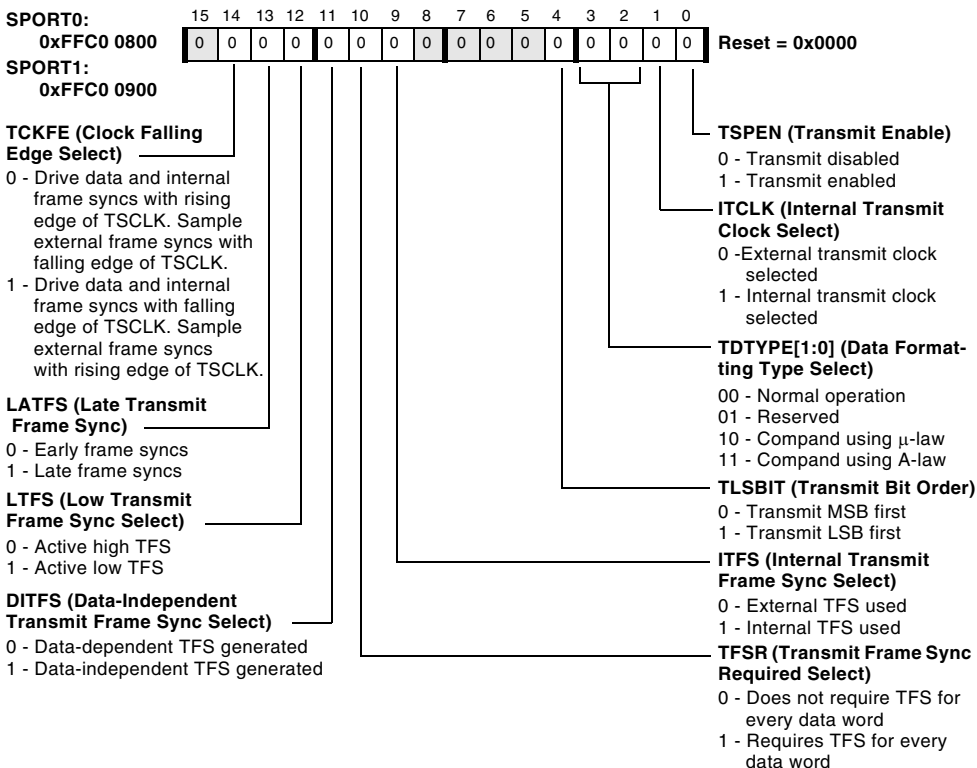 SPORT0:
0xFFC0 0800
SPORT1:
0xFFC0 0900
15 14 13 12 11 10 9 8 7 6 5 4 3 2 1 0
0 0 0 0 0 0 0 0 0 0 0 0 0 0 0 0
Reset = 0x0000
TCKFE (Clock Falling
Edge Select)
0 - Drive data and internal
frame syncs with rising
edge of TSCLK. Sample
external frame syncs with
falling edge of TSCLK.
1 - Drive data and internal
frame syncs with falling
edge of TSCLK. Sample
external frame syncs
with rising edge of TSCLK.
LATFS (Late Transmit
Frame Sync)
0 - Early frame syncs
1 - Late frame syncs
LTFS (Low Transmit
Frame Sync Select)
0 - Active high TFS
1 - Active low TFS
DITFS (Data-Independent
Transmit Frame Sync Select)
0 - Data-dependent TFS generated
1 - Data-independent TFS generated
TSPEN (Transmit Enable)
0 - Transmit disabled
1 - Transmit enabled
ITCLK (Internal Transmit
Clock Select)
0 -External transmit clock
selected
1 - Internal transmit clock
selected
TDTYPE[1:0] (Data Format-
ting Type Select)
00 - Normal operation
01 - Reserved
10 - Compand using μ-law
11 - Compand using A-law
TLSBIT (Transmit Bit Order)
0 - Transmit MSB first
1 - Transmit LSB first
ITFS (Internal Transmit
Frame Sync Select)
0 - External TFS used
1 - Internal TFS used
TFSR (Transmit Frame Sync
Required Select)
0 - Does not require TFS for
every data word
1 - Requires TFS for every
data word